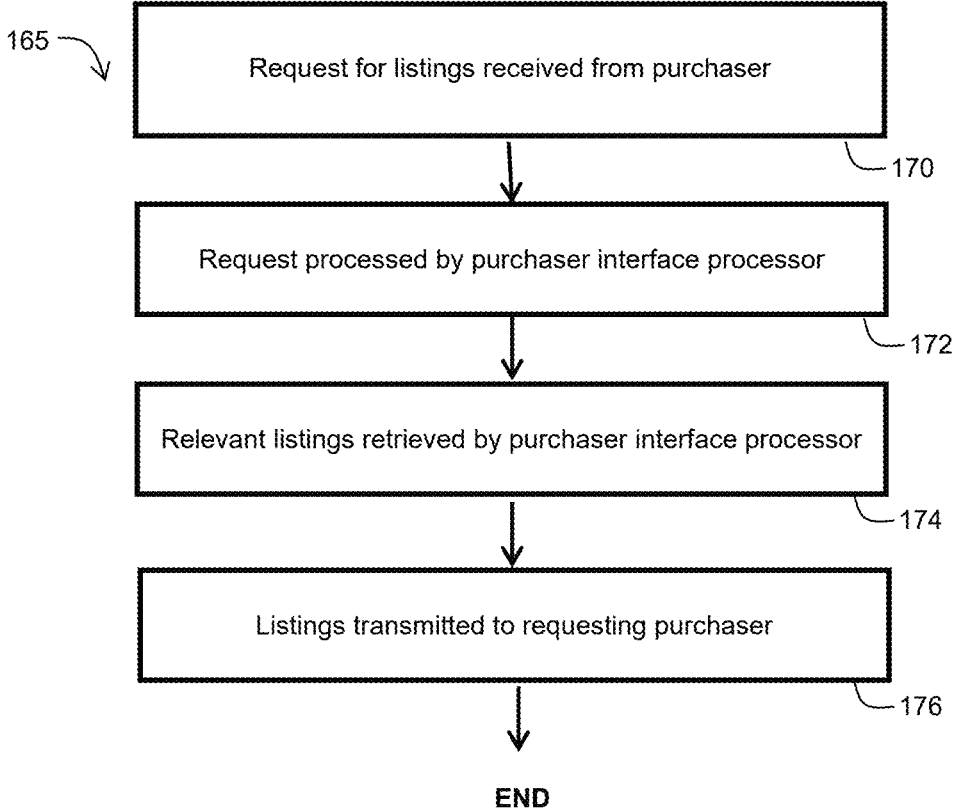 165
Request for listings received from purchaser
170
Request processed by purchaser interface processor
172
Relevant listings retrieved by purchaser interface processor
174
Listings transmitted to requesting purchaser
176
END